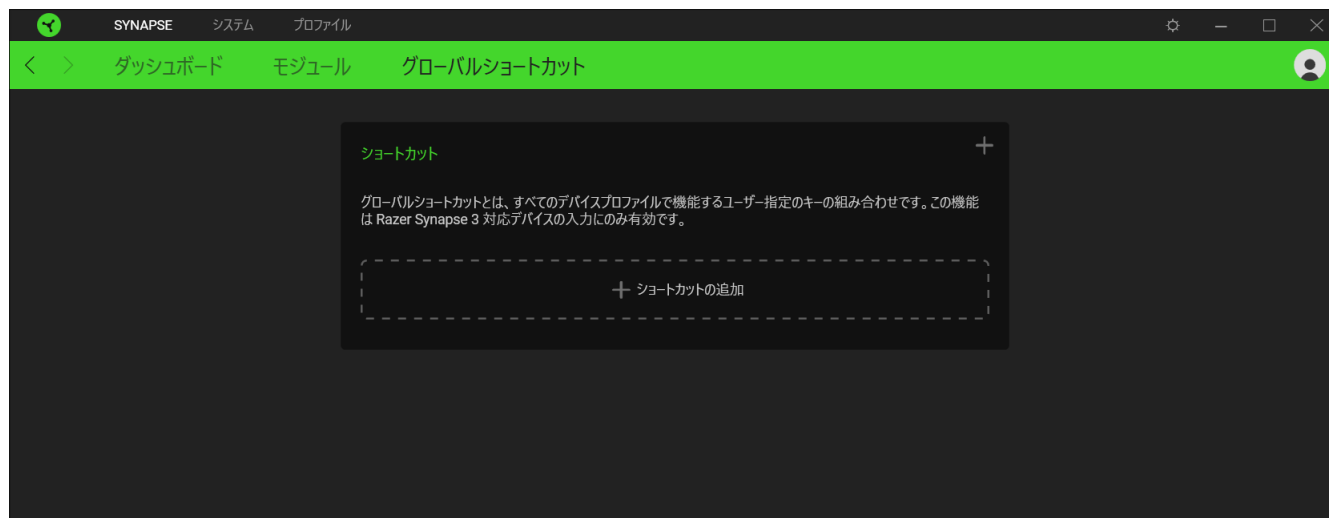 SYNAPSE システム プロファイル
ダッシュボード モジュール グローバルショートカット
ショートカット
グローバルショートカットとは、すべてのデバイスプロファイルで機能するユーザー指定のキーの組み合わせです。この機能
は Razer Synapse 3 対応デバイスの入力にのみ有効です。
ショートカットの追加